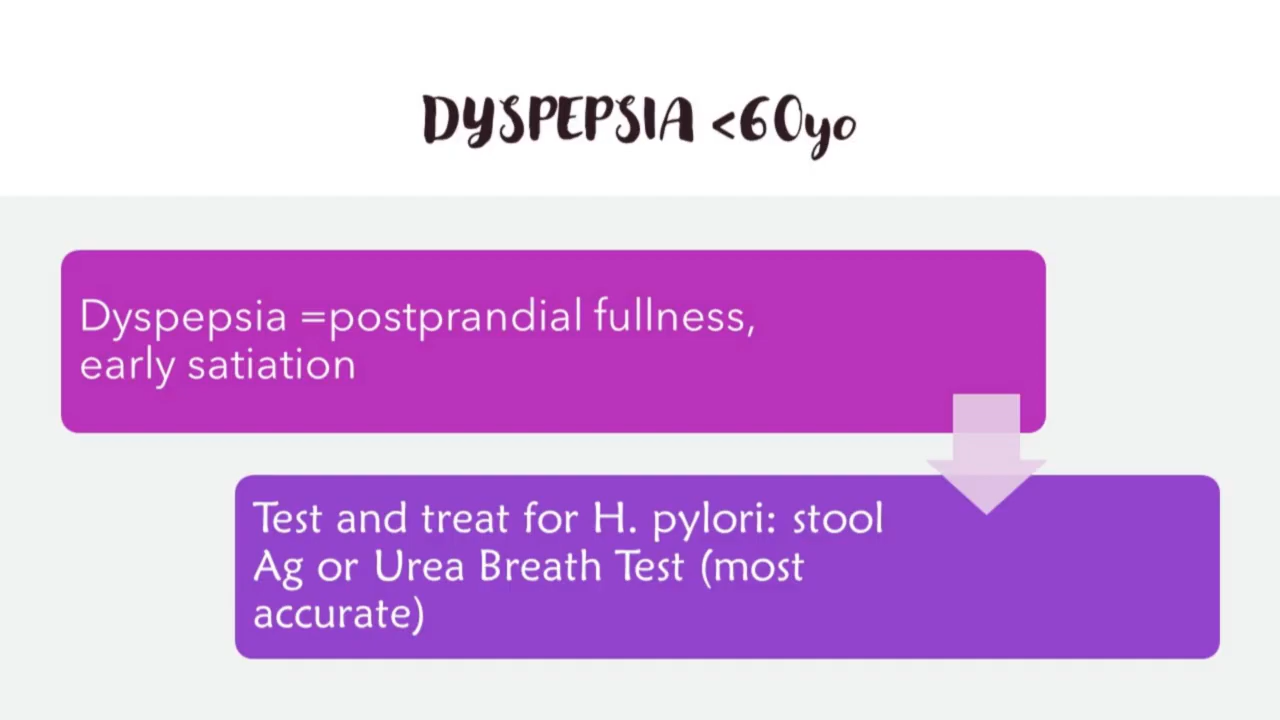 DYSPEPSIA <60yo
Dyspepsia =postprandial fullness,
early satiation
Test and treat for H. pylori: stool
Ag or Urea Breath Test (most
accurate)